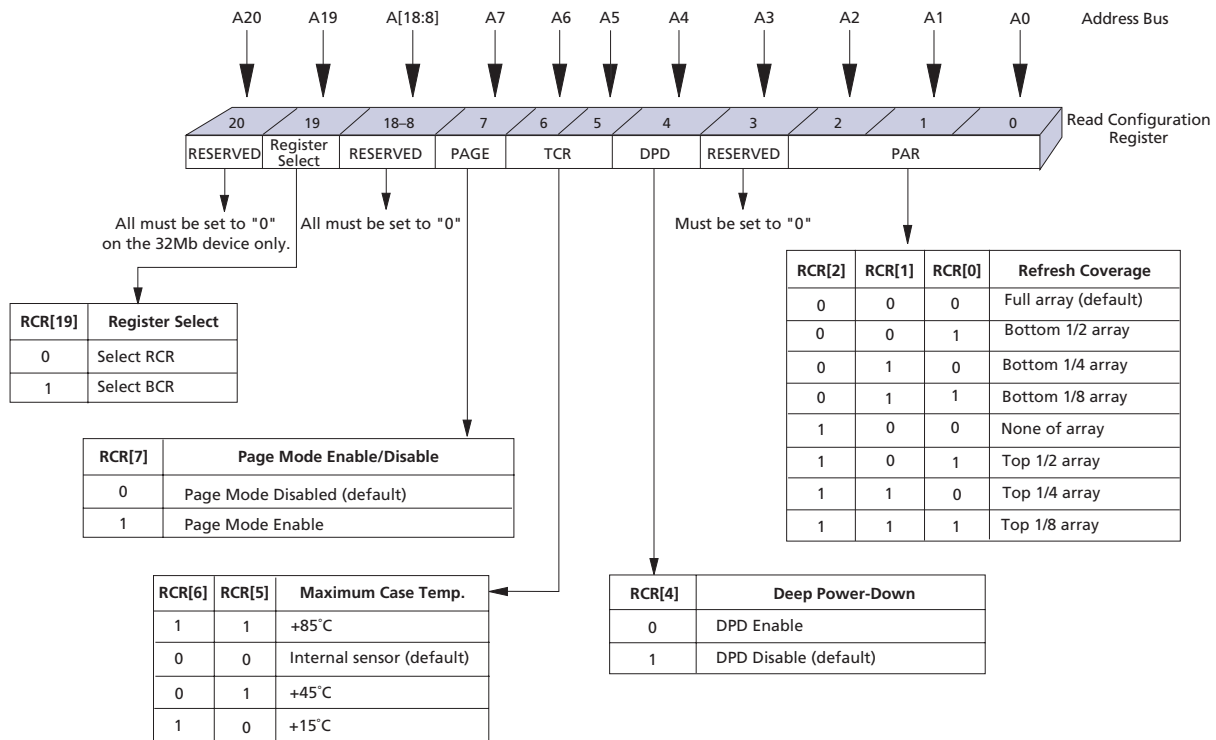 A20 A19 A[18:8] A7 A6 A5 A4 A3 A2 A1 A0 Address Bus
20 19 18–8 7 6 5 4 3 2 1 0 Read Configuration Register
RESERVED Register Select RESERVED PAGE TCR DPD RESERVED PAR
All must be set to "0"
on the 32Mb device only.
All must be set to "0"
Must be set to "0"
RCR[19] Register Select
0 Select RCR
1 Select BCR
RCR[2] RCR[1] RCR[0] Refresh Coverage
0 0 0 Full array (default)
0 0 1 Bottom 1/2 array
0 1 0 Bottom 1/4 array
0 1 1 Bottom 1/8 array
1 0 0 None of array
1 0 1 Top 1/2 array
1 1 0 Top 1/4 array
1 1 1 Top 1/8 array
RCR[7] Page Mode Enable/Disable
0 Page Mode Disabled (default)
1 Page Mode Enable
RCR[6] RCR[5] Maximum Case Temp.
1 1 +85˚C
0 0 Internal sensor (default)
0 1 +45˚C
1 0 +15˚C
RCR[4] Deep Power-Down
0 DPD Enable
1 DPD Disable (default)